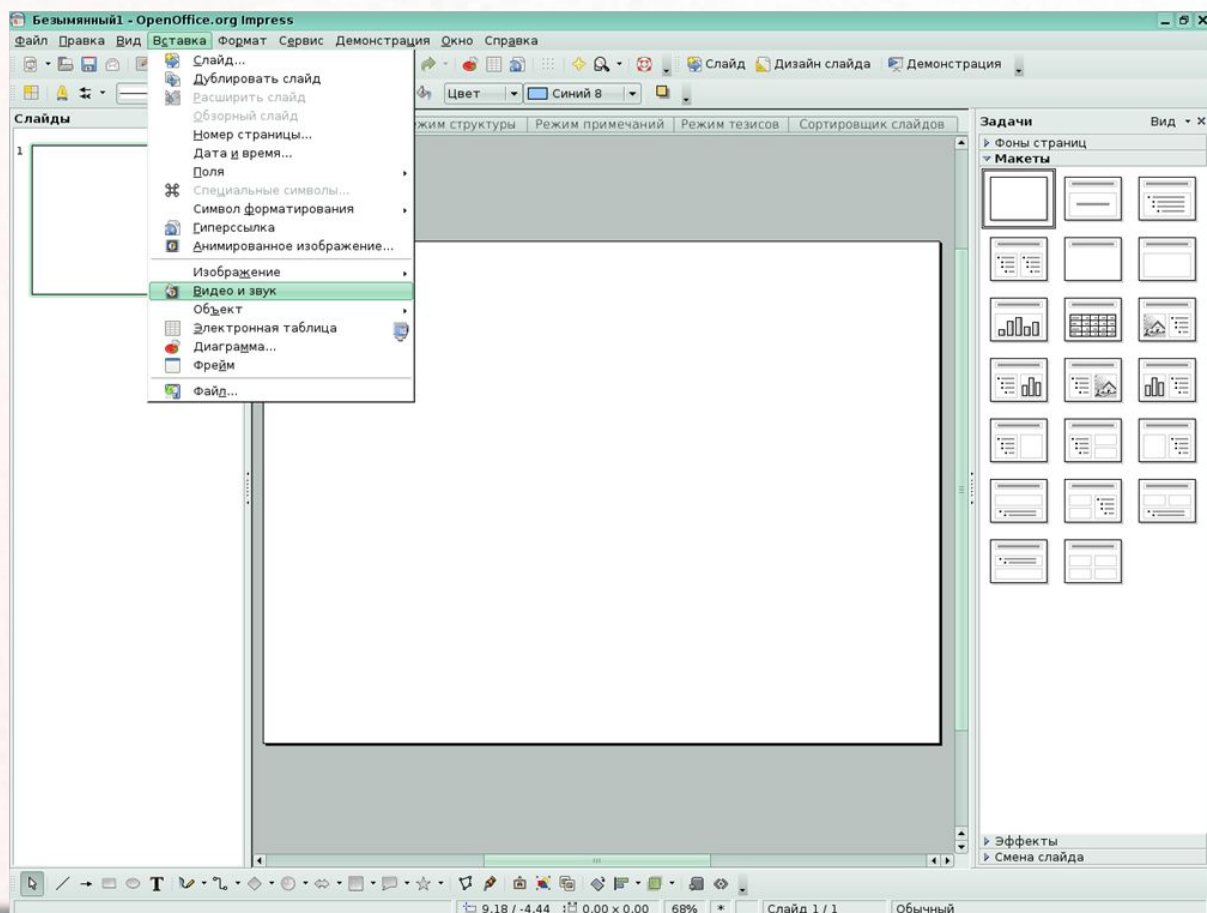 Безымянный1 - OpenOffice.org Impress
Файл Правка Вид Вставка Формат Сервис Демонстрация Окно Справка
Слайд Дизайн слайда Демонстрация
Цвет Синий 8
Слайды
1
Слайд...
Дублировать слайд
Расширить слайд
Обзорный слайд
Номер страницы...
Дата и время...
Поля
Специальные символы...
Символ форматирования
Гиперссылка
Анимированное изображение...
Изображение
Видео и звук
Объект
Электронная таблица
Диаграмма...
Фрейм
Файл...
структуры Режим примечаний Режим тезисов Сортировщик слайдов
Задачи Вид
Фоны страниц
Макеты
Эффекты
Смена слайда
9,18 / -4,44 0,00 x 0,00 68% * Слайд 1 / 1 Обычный